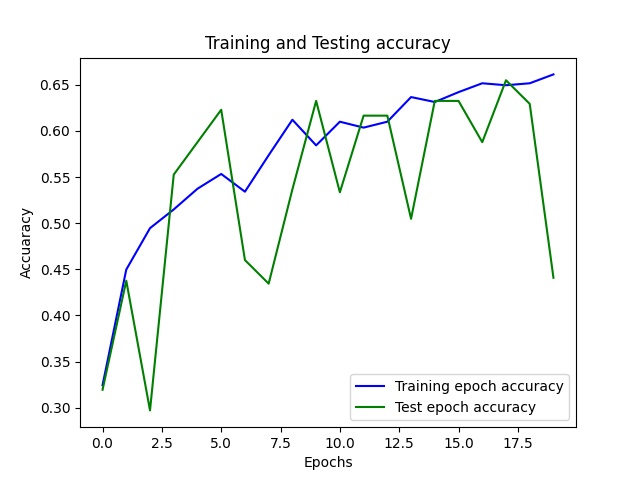 Training and Testing accuracy
Accuaracy
0.65
0.60
0.55
0.50
0.45
0.40
0.35
0.30
Training epoch accuracy
Test epoch accuracy
0.0 2.5 5.0 7.5 10.0 12.5 15.0 17.5
Epochs